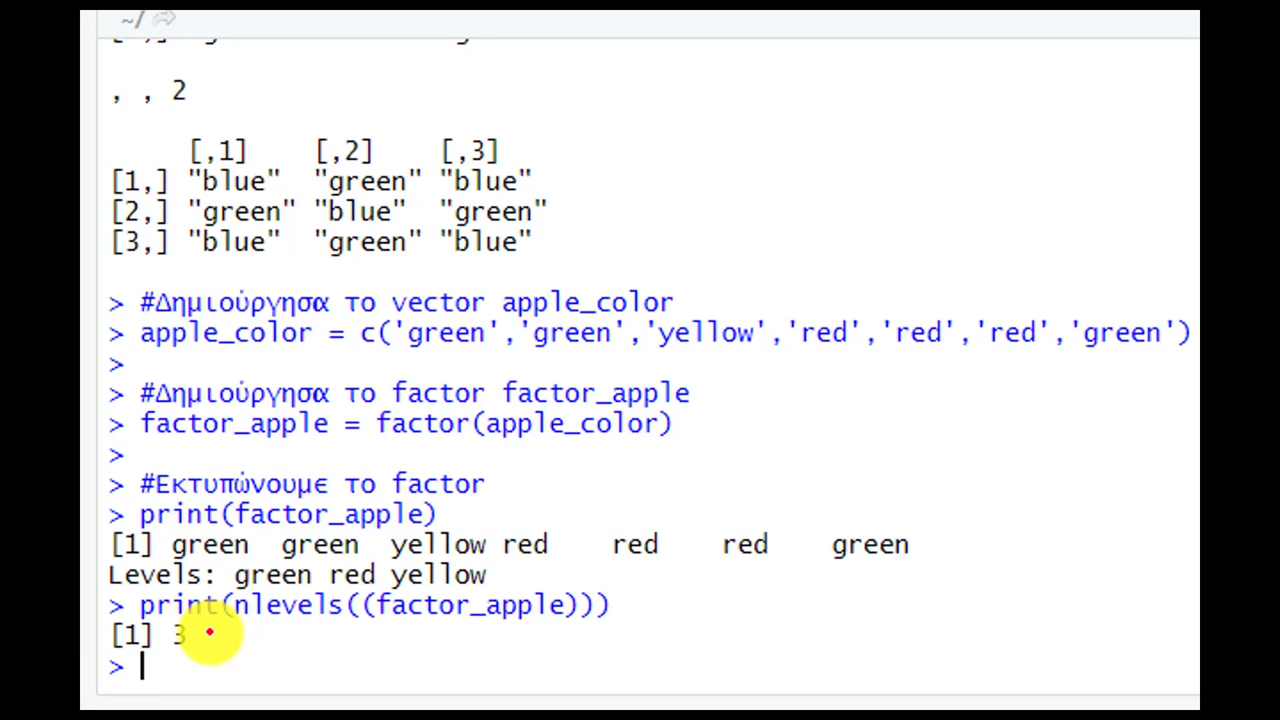 ~/
, , 2
[,1] [,2] [,3]
[1,] "blue" "green" "blue"
[2,] "green" "blue" "green"
[3,] "blue" "green" "blue"
> #Δημιούργησα το vector apple_color
> apple_color = c('green','green','yellow','red','red','red','green')
>
> #Δημιούργησα το factor factor_apple
> factor_apple = factor(apple_color)
>
> #Εκτυπώνουμε το factor
> print(factor_apple)
[1] green green yellow red red red green
Levels: green red yellow
> print(nlevels((factor_apple)))
[1] 3
>